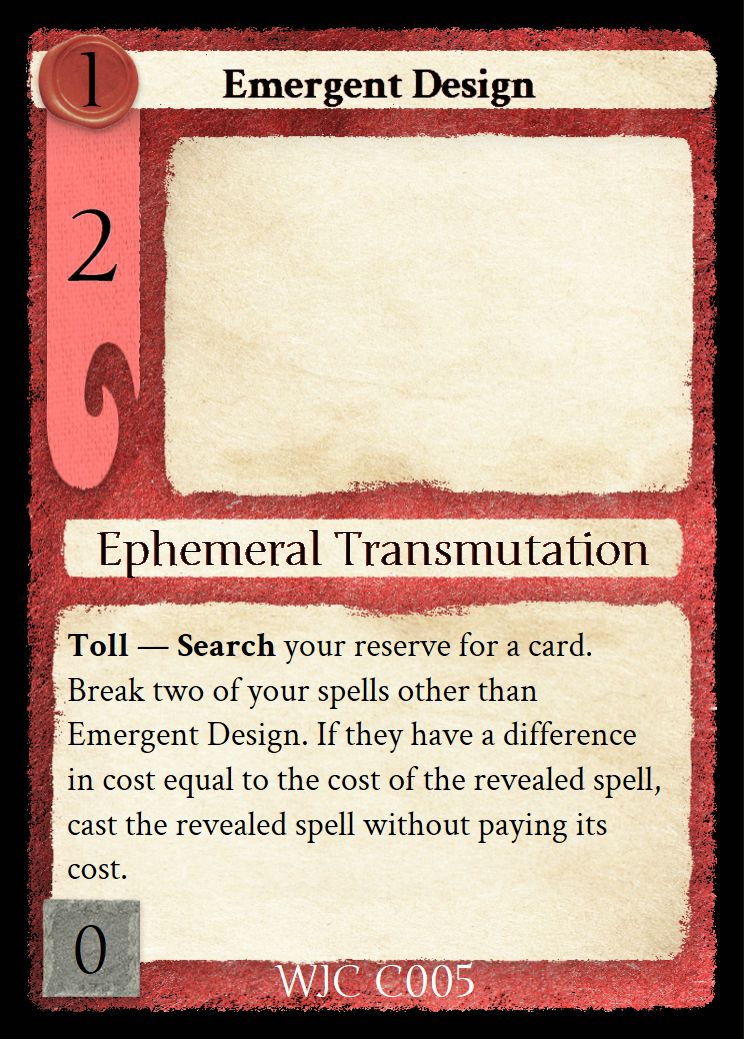 1
Emergent Design
2
Ephemeral Transmutation
Toll — Search your reserve for a card.
Break two of your spells other than
Emergent Design. If they have a difference
in cost equal to the cost of the revealed spell,
cast the revealed spell without paying its
cost.
0
WJC C005